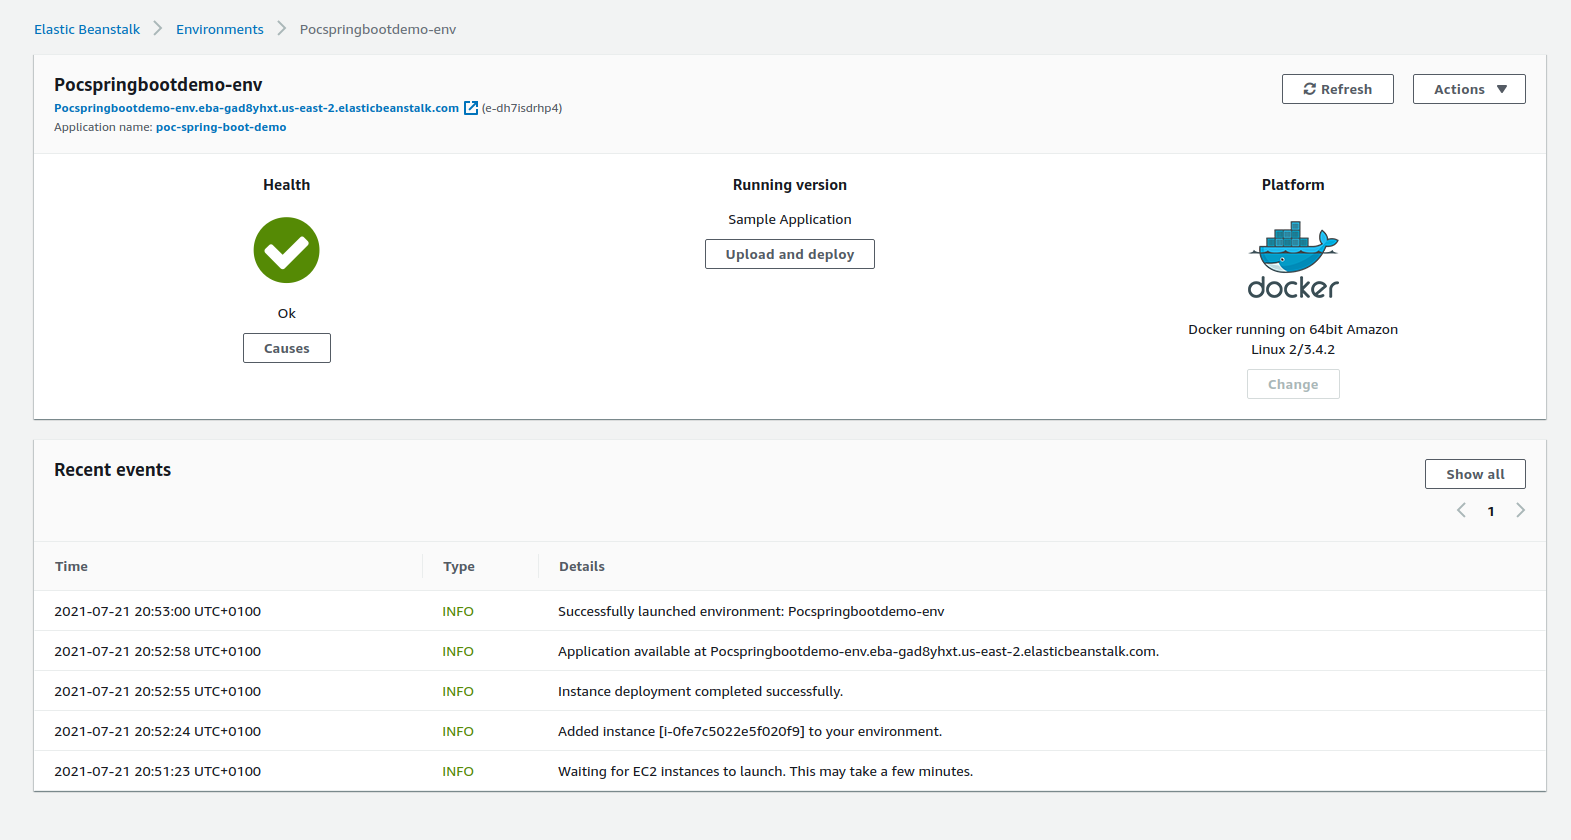 Elastic Beanstalk > Environments > Pocspringbootdemo-env
Pocspringbootdemo-env
Pocspringbootdemo-env.eba-gad8yhxt.us-east-2.elasticbeanstalk.com (e-dh7isdrhp4)
Application name: poc-spring-boot-demo
Refresh
Actions ▼
Health
Ok
Causes
Running version
Sample Application
Upload and deploy
Platform
docker
Docker running on 64bit Amazon
Linux 2/3.4.2
Change
Recent events
Show all
< 1 >
Time Type Details
2021-07-21 20:53:00 UTC+0100 INFO Successfully launched environment: Pocspringbootdemo-env
2021-07-21 20:52:58 UTC+0100 INFO Application available at Pocspringbootdemo-env.eba-gad8yhxt.us-east-2.elasticbeanstalk.com.
2021-07-21 20:52:55 UTC+0100 INFO Instance deployment completed successfully.
2021-07-21 20:52:24 UTC+0100 INFO Added instance [i-0fe7c5022e5f020f9] to your environment.
2021-07-21 20:51:23 UTC+0100 INFO Waiting for EC2 instances to launch. This may take a few minutes.